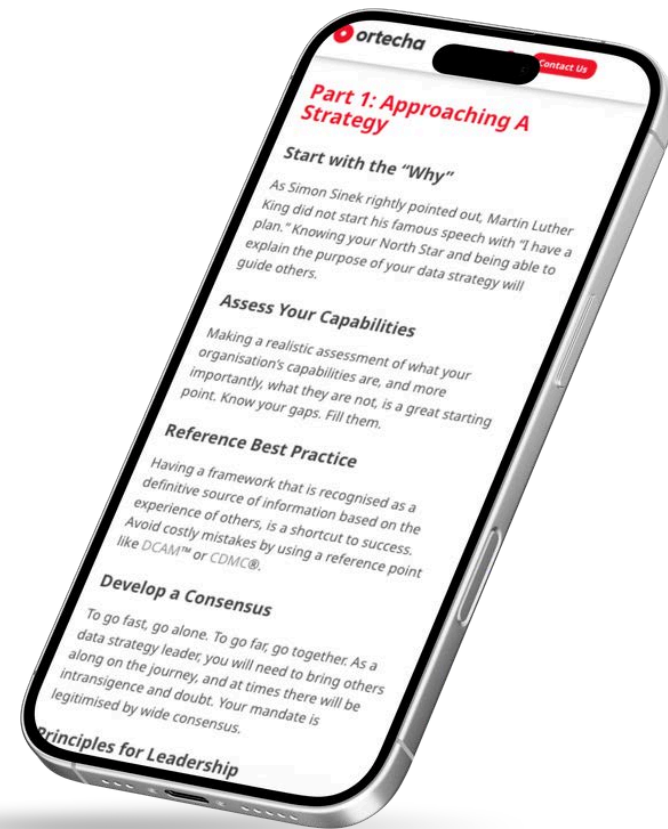 ortecha
Contact Us
Part 1: Approaching A
Strategy
Start with the “Why”
As Simon Sinek rightly pointed out, Martin Luther
King did not start his famous speech with “I have a
plan.” Knowing your North Star and being able to
explain the purpose of your data strategy will
guide others.
Assess Your Capabilities
Making a realistic assessment of what your
organisation's capabilities are, and more
importantly, what they are not, is a great starting
point. Know your gaps. Fill them.
Reference Best Practice
Having a framework that is recognised as a
definitive source of information based on the
experience of others, is a shortcut to success.
Avoid costly mistakes by using a reference point
like DCAM™ or CDMC®.
Develop a Consensus
To go fast, go alone. To far, go together. As a
data strategy leader, you will need to bring others
along on the journey, and at times there will be
intransigence and doubt. Your mandate is
legitimised by wide consensus.
Principles for Leadership